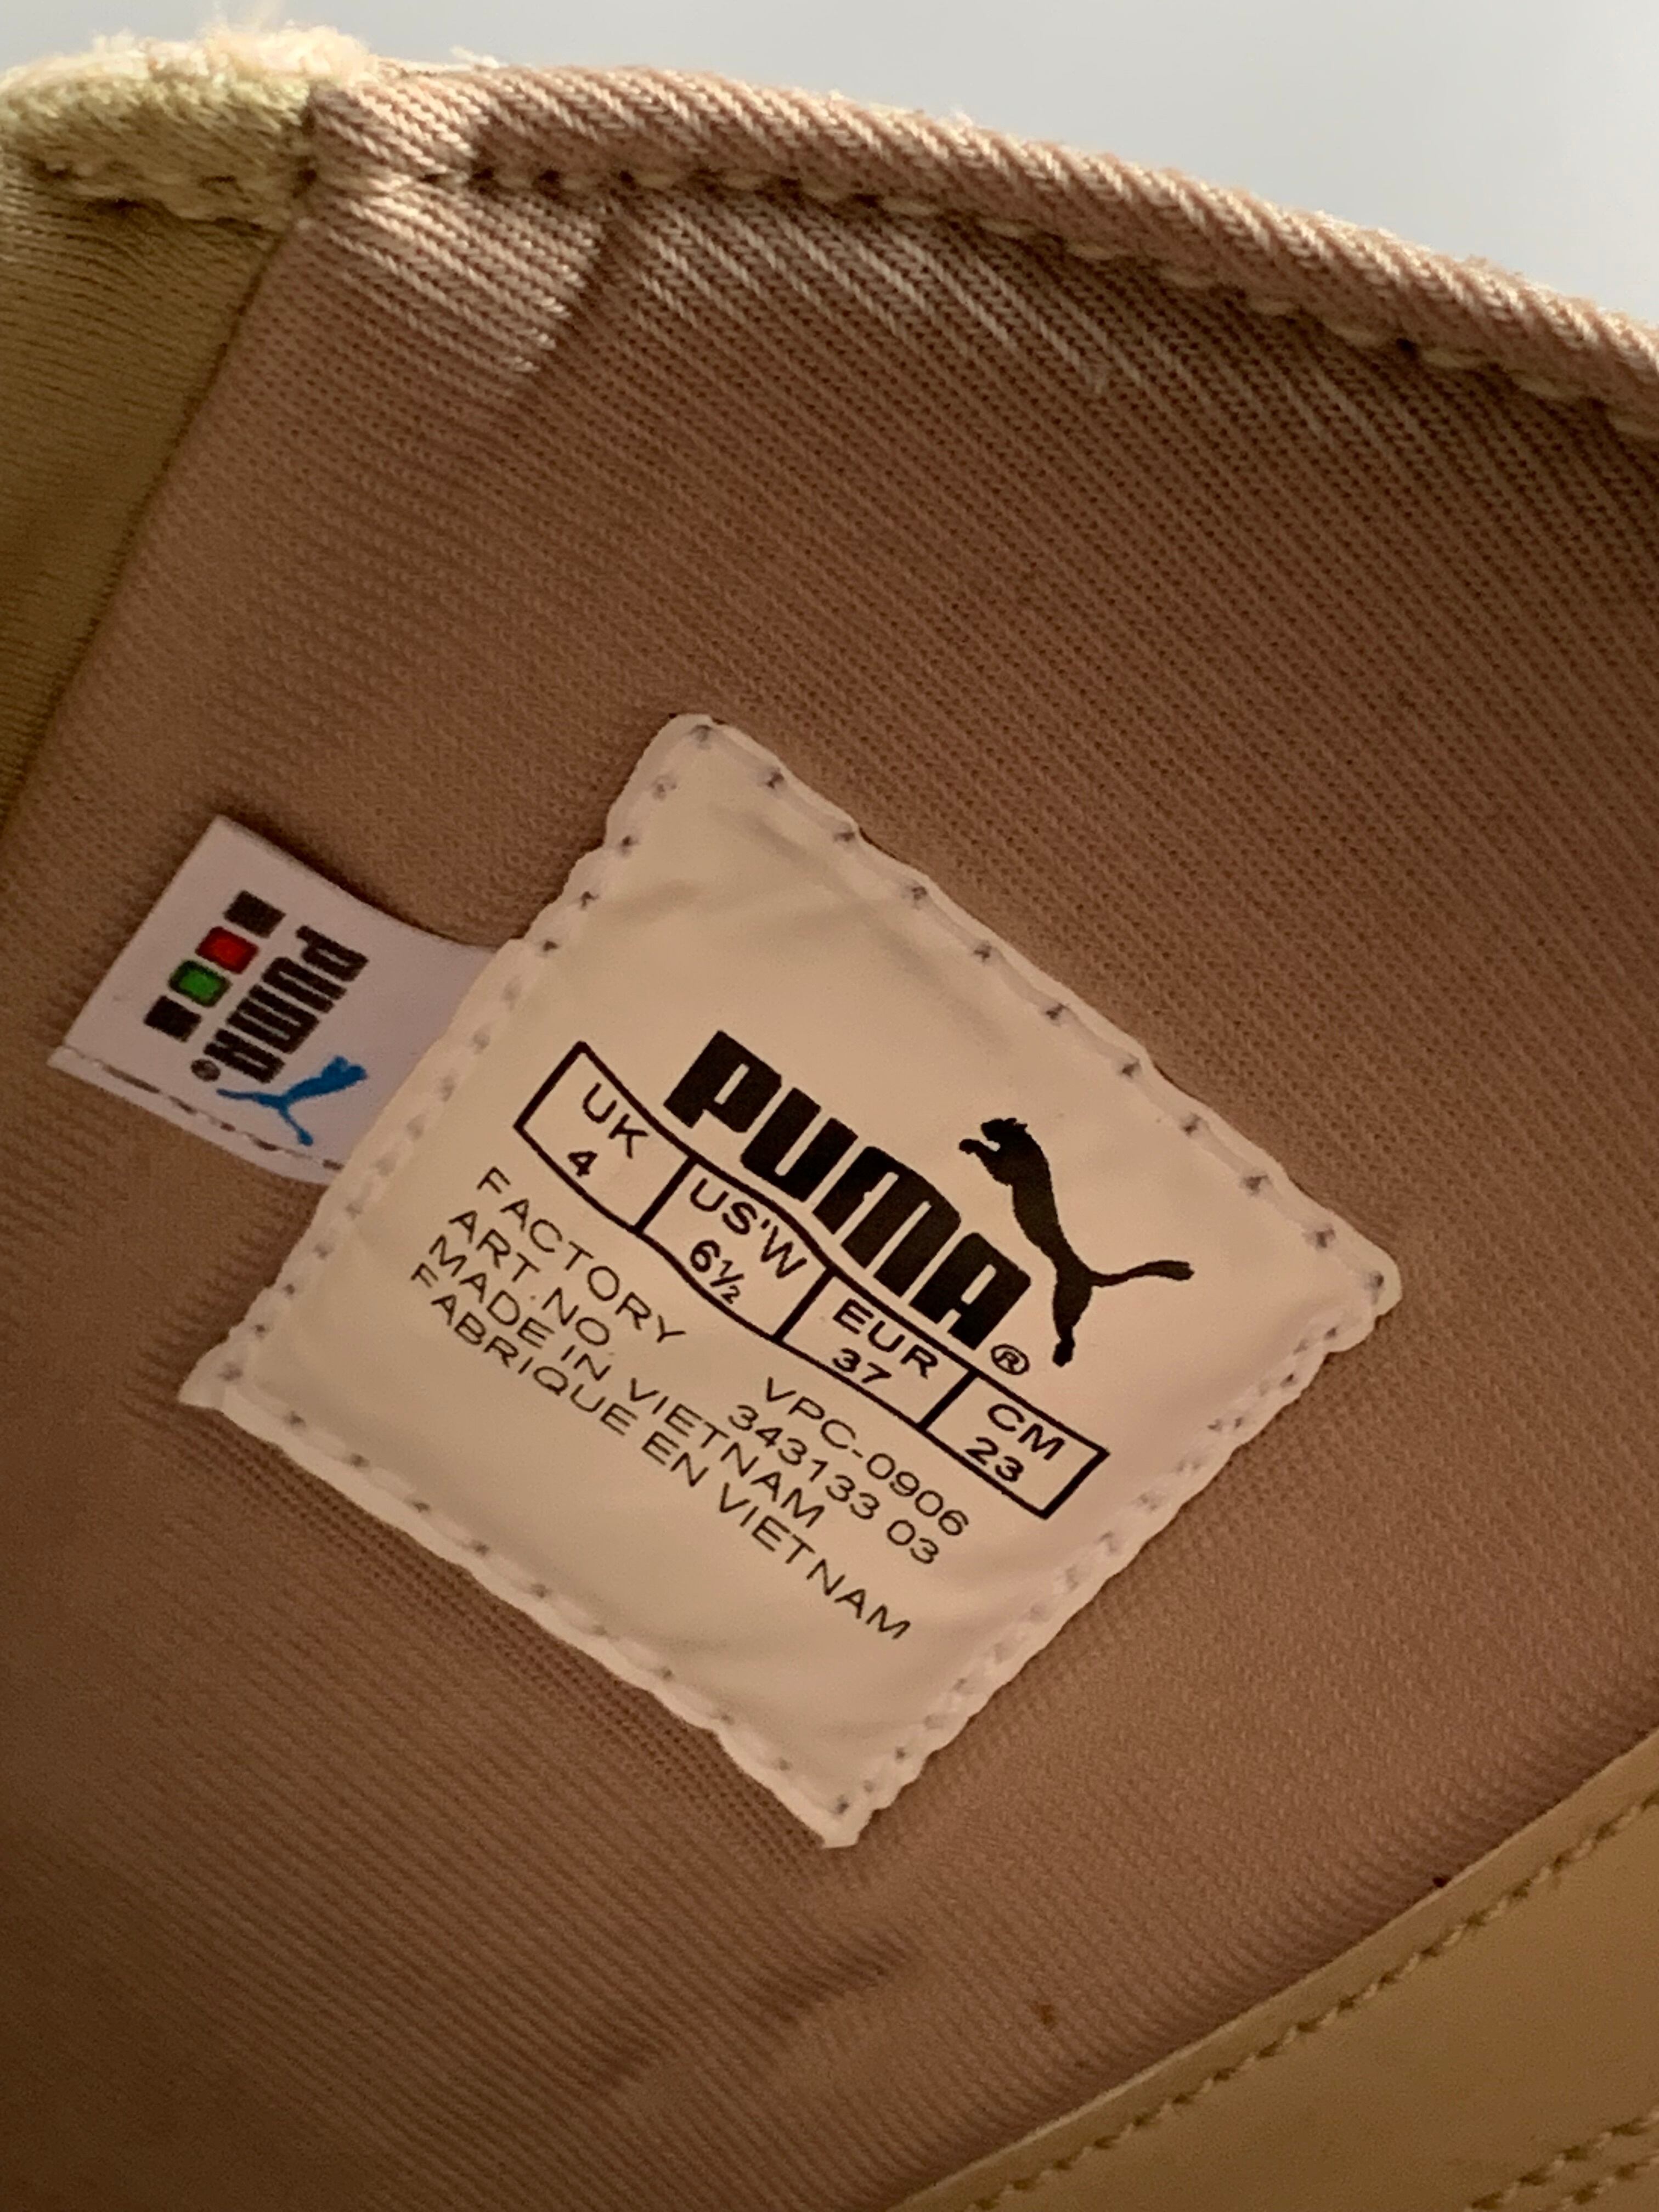 PUMA®
UK US'W EUR CM
4 6½ 37 23
FACTORY VPC-0906
ART.NO. 343133 03
MADE IN VIETNAM
FABRIQUE EN VIETNAM
PUMA®